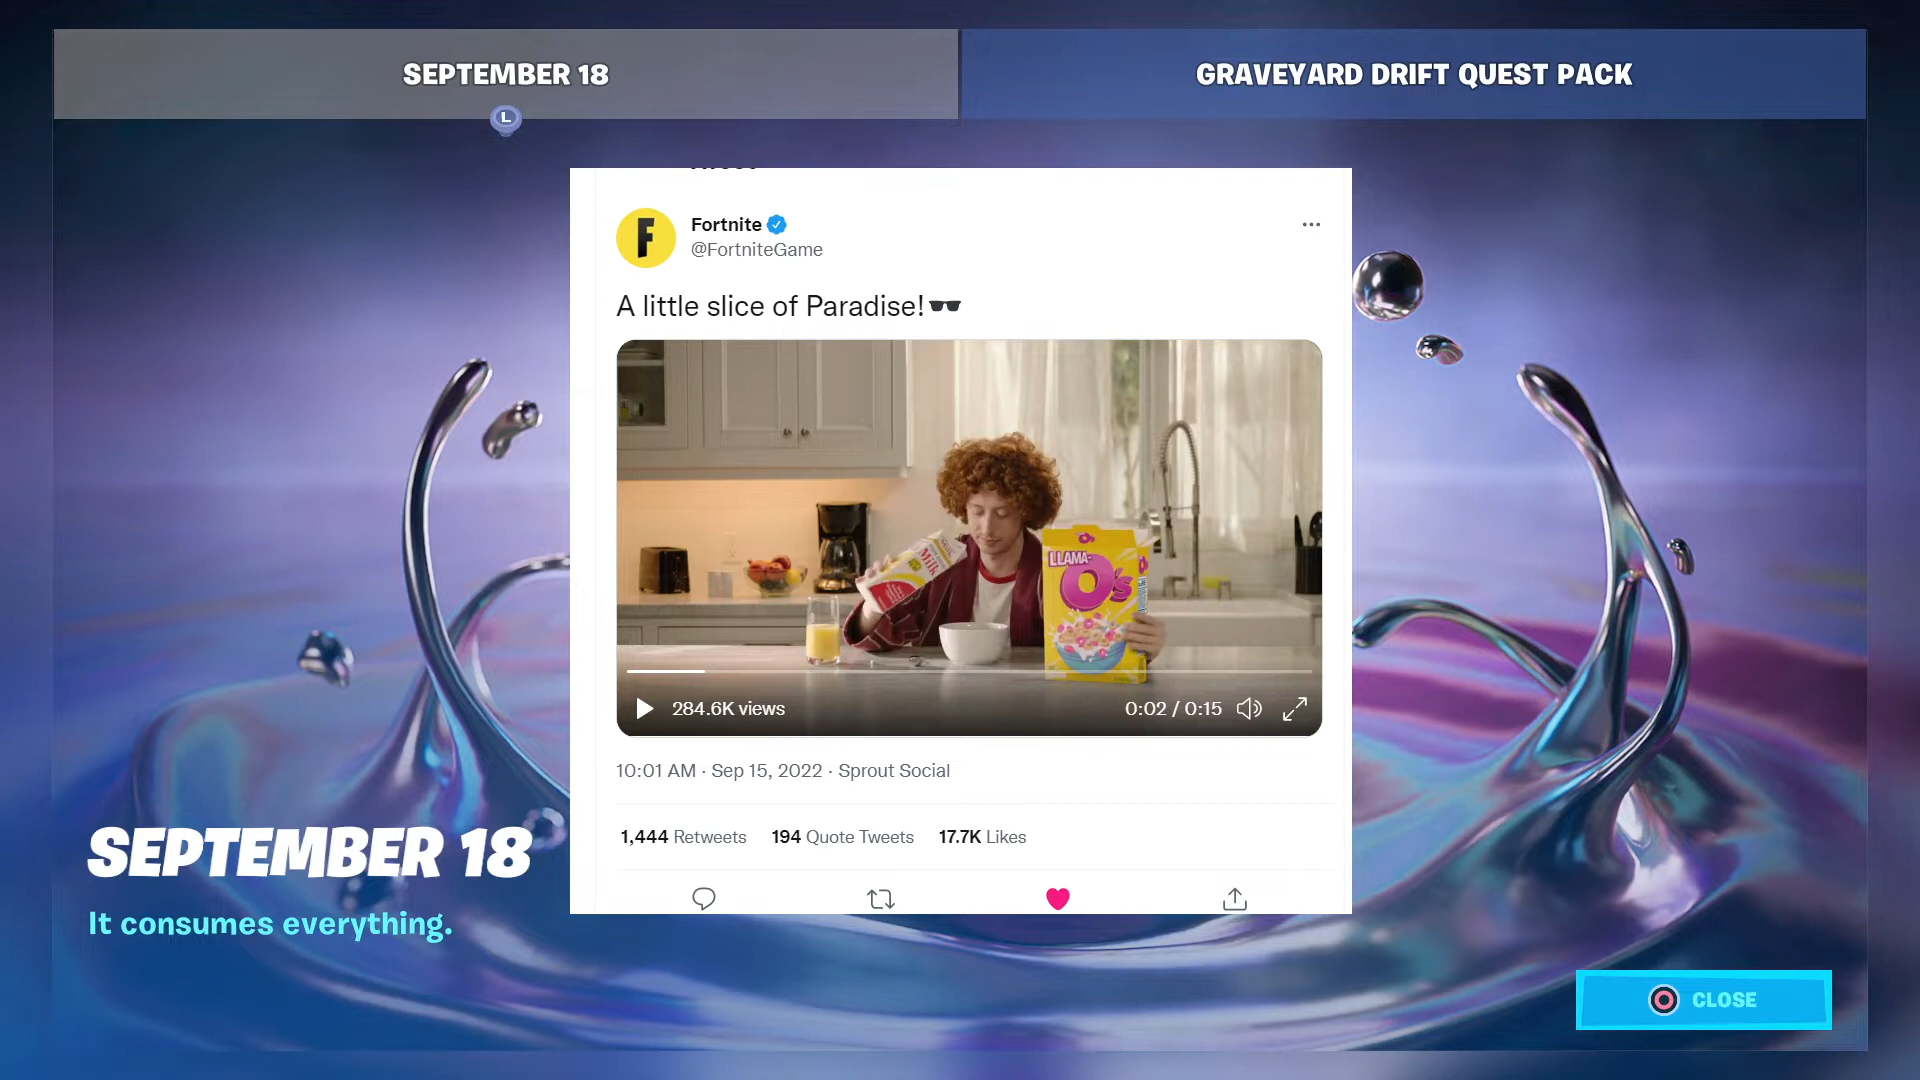 SEPTEMBER 18
GRAVEYARD DRIFT QUEST PACK
L
F
Fortnite
@FortniteGame
A little slice of Paradise!
Milk
LLAMA-
O's
284.6K views
0:02 / 0:15
10:01 AM · Sep 15, 2022 · Sprout Social
1,444 Retweets 194 Quote Tweets 17.7K Likes
SEPTEMBER 18
It consumes everything.
CLOSE